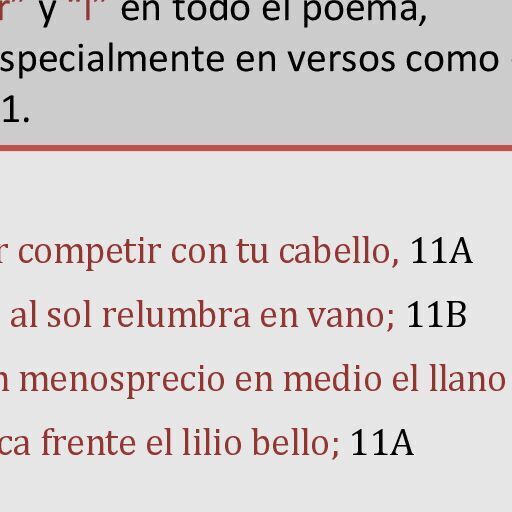 r" y "l" en todo el poema,
specialmente en versos como
1.
r competir con tu cabello, 11A
al sol relumbra en vano; 11B
n menosprecio en medio el llano
ca frente el lilio bello; 11A